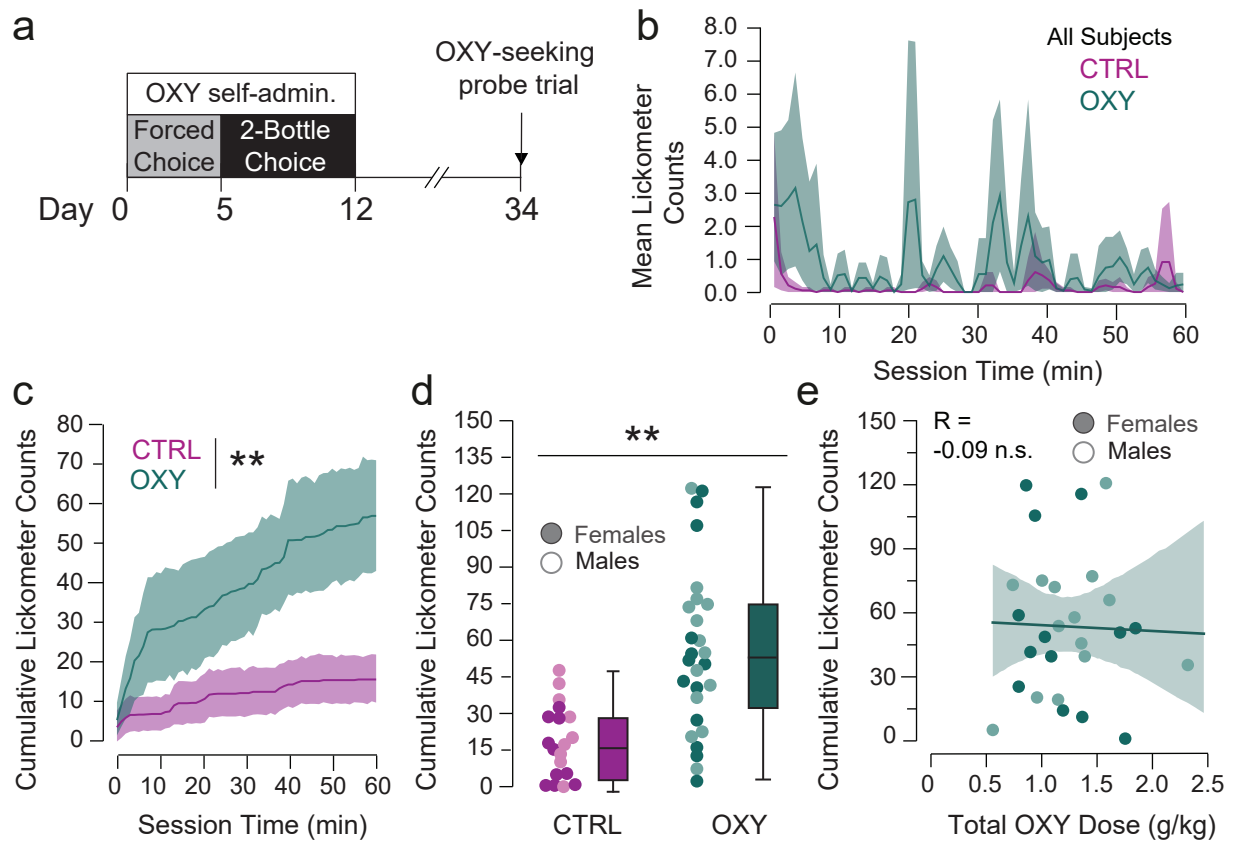 a
OXY self-admin.
Forced
Choice
2-Bottle
Choice
OXY-seeking
probe trial
Day 0 5 12 34
b
8.0
7.0
6.0
5.0
4.0
3.0
2.0
1.0
0.0
Mean Lickometer
Counts
All Subjects
CTRL
OXY
0 10 20 30 40 50 60
Session Time (min)
c
80
70
60
50
40
30
20
10
0
Cumulative Lickometer Counts
CTRL
OXY
**
0 10 20 30 40 50 60
Session Time (min)
d
150
135
120
105
90
75
60
45
30
15
0
Cumulative Lickometer Counts
**
Females
Males
CTRL OXY
e
150
120
90
60
30
0
Cumulative Lickometer Counts
R =
-0.09 n.s.
Females
Males
0 0.5 1.0 1.5 2.0 2.5
Total OXY Dose (g/kg)